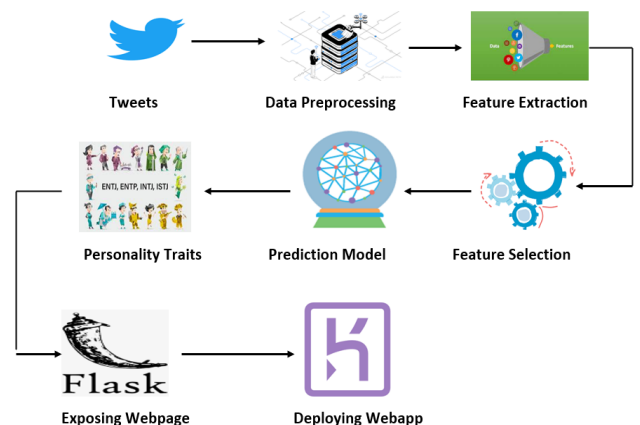 Data
Features
Tweets
Data Preprocessing
Feature Extraction
ENTJ, ENTP, INTJ, ISTJ
Personality Traits
Prediction Model
Feature Selection
Flask
Exposing Webpage
Deploying Webapp